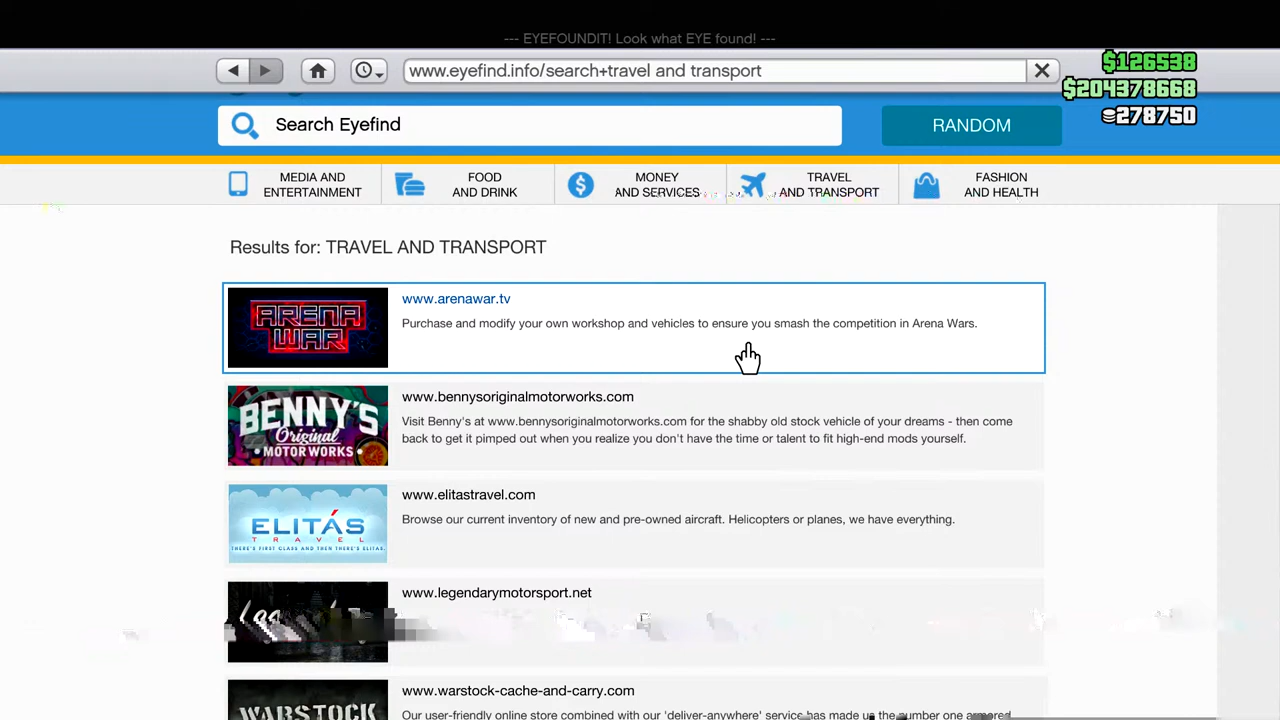 --- EYEFOUNDIT! Look what EYE found! ---
www.eyefind.info/search+travel and transport
$126538
$204378668
278750
Search Eyefind
RANDOM
MEDIA AND
ENTERTAINMENT
FOOD
AND DRINK
MONEY
AND SERVICES
TRAVEL
AND TRANSPORT
FASHION
AND HEALTH
Results for: TRAVEL AND TRANSPORT
ARENA
WAR
www.arenawar.tv
Purchase and modify your own workshop and vehicles to ensure you smash the competition in Arena Wars.
BENNY'S
Original
MOTOR WORKS
www.bennysoriginalmotorworks.com
Visit Benny's at www.bennysoriginalmotorworks.com for the shabby old stock vehicle of your dreams - then come
back to get it pimped out when you realize you don't have the time or talent to fit high-end mods yourself.
ELITÁS
TRAVEL
THERE'S FIRST CLASS AND THEN THERE'S ELITAS.
www.elitastravel.com
Browse our current inventory of new and pre-owned aircraft. Helicopters or planes, we have everything.
www.legendarymotorsport.net
WARSTOCK
www.warstock-cache-and-carry.com
Our user-friendly online store combined with our 'deliver-anywhere' service has made us the number one armored